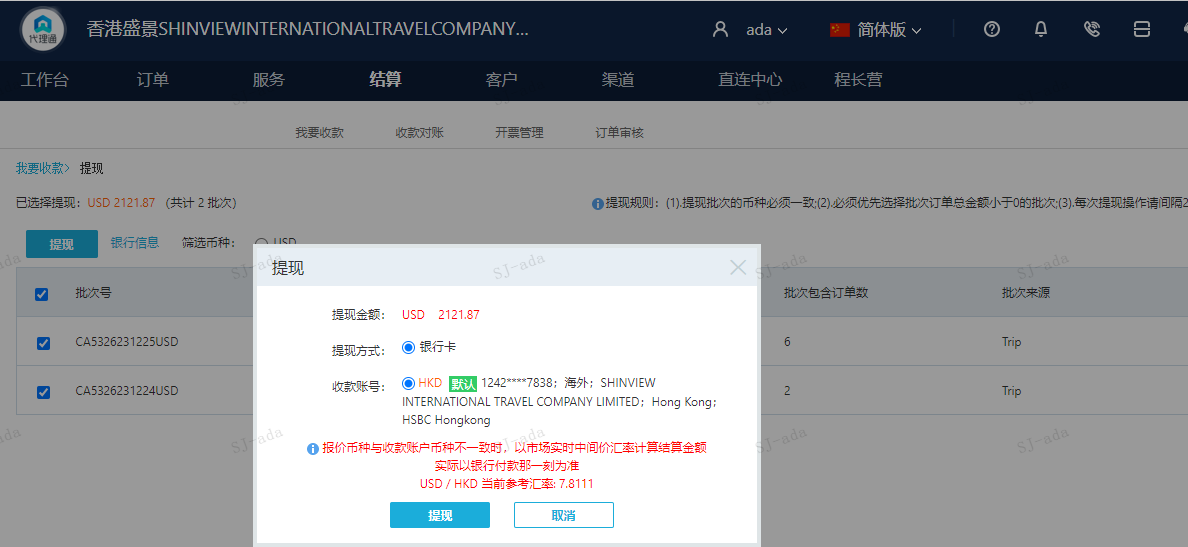 代理通
香港盛景SHINVIEWINTERNATIONALTRAVELCOMPANY...
ada
简体版
工作台 订单 服务 结算 客户 渠道 直连中心 程长营
我要收款 收款对账 开票管理 订单审核
我要收款> 提现
已选择提现: USD 2121.87 (共计 2 批次)
提现规则: (1).提现批次的币种必须一致;(2).必须优先选择批次订单总金额小于0的批次;(3).每次提现操作请间隔2
提现 银行信息 筛选币种: USD
提现
批次号 批次包含订单数 批次来源
提现金额: USD 2121.87
CA5326231225USD 6 Trip
提现方式: 银行卡
收款账号: HKD 默认 1242****7838; 海外; SHINVIEW
INTERNATIONAL TRAVEL COMPANY LIMITED; Hong Kong;
HSBC Hongkong
CA5326231224USD 2 Trip
报价币种与收款账户币种不一致时, 以市场实时中间价汇率计算结算金额
实际以银行付款那一刻为准
USD / HKD 当前参考汇率: 7.8111
提现 取消
SJ-ada
SJ-ada
SJ-ada
SJ-ada
SJ-ada
SJ-ada
SJ-ada